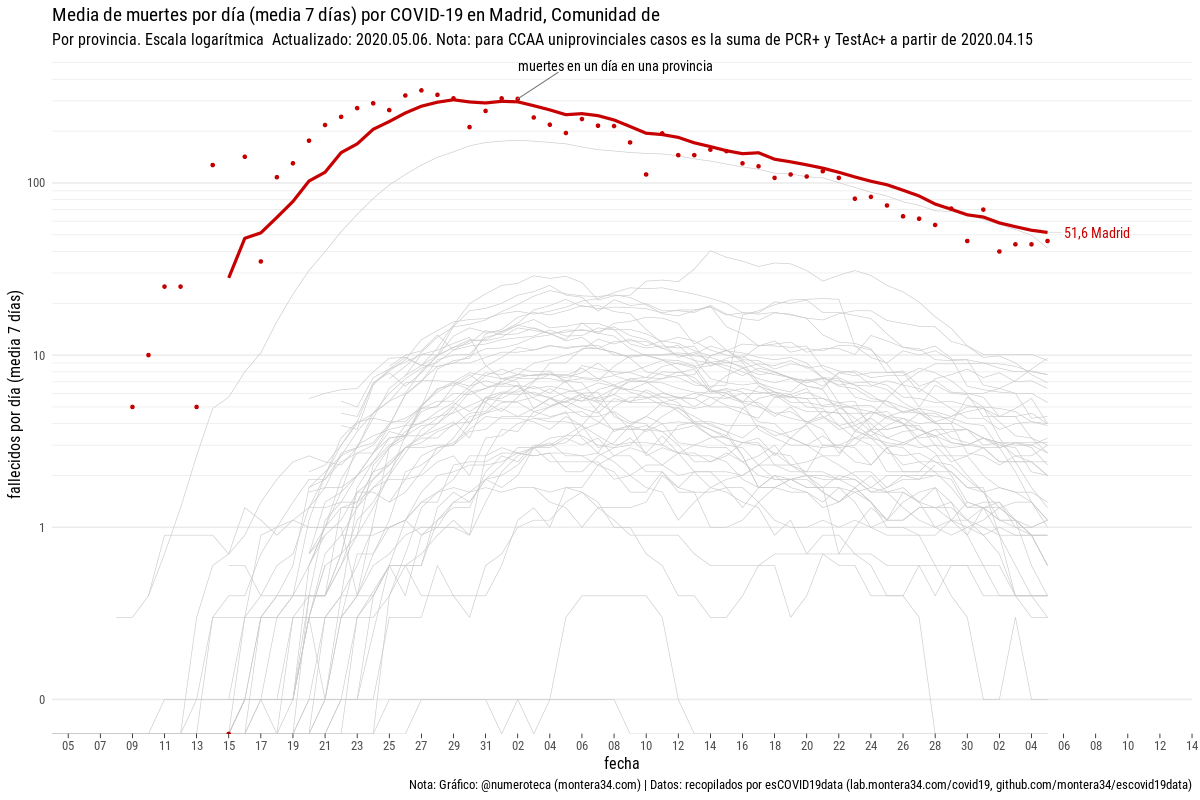 Media de muertes por día (media 7 días) por COVID-19 en Madrid, Comunidad de
Por provincia. Escala logarítmica  Actualizado: 2020.05.06. Nota: para CCAA uniprovinciales casos es la suma de PCR+ y TestAc+ a partir de 2020.04.15
muertes en un día en una provincia
fallecidos por día (media 7 días)
100
10
1
0
51,6 Madrid
05 07 09 11 13 15 17 19 21 23 25 27 29 31 02 04 06 08 10 12 14 16 18 20 22 24 26 28 30 02 04 06 08 10 12 14
fecha
Nota: Gráfico: @numeroteca (montera34.com) | Datos: recopilados por esCOVID19data (lab.montera34.com/covid19, github.com/montera34/escovid19data)